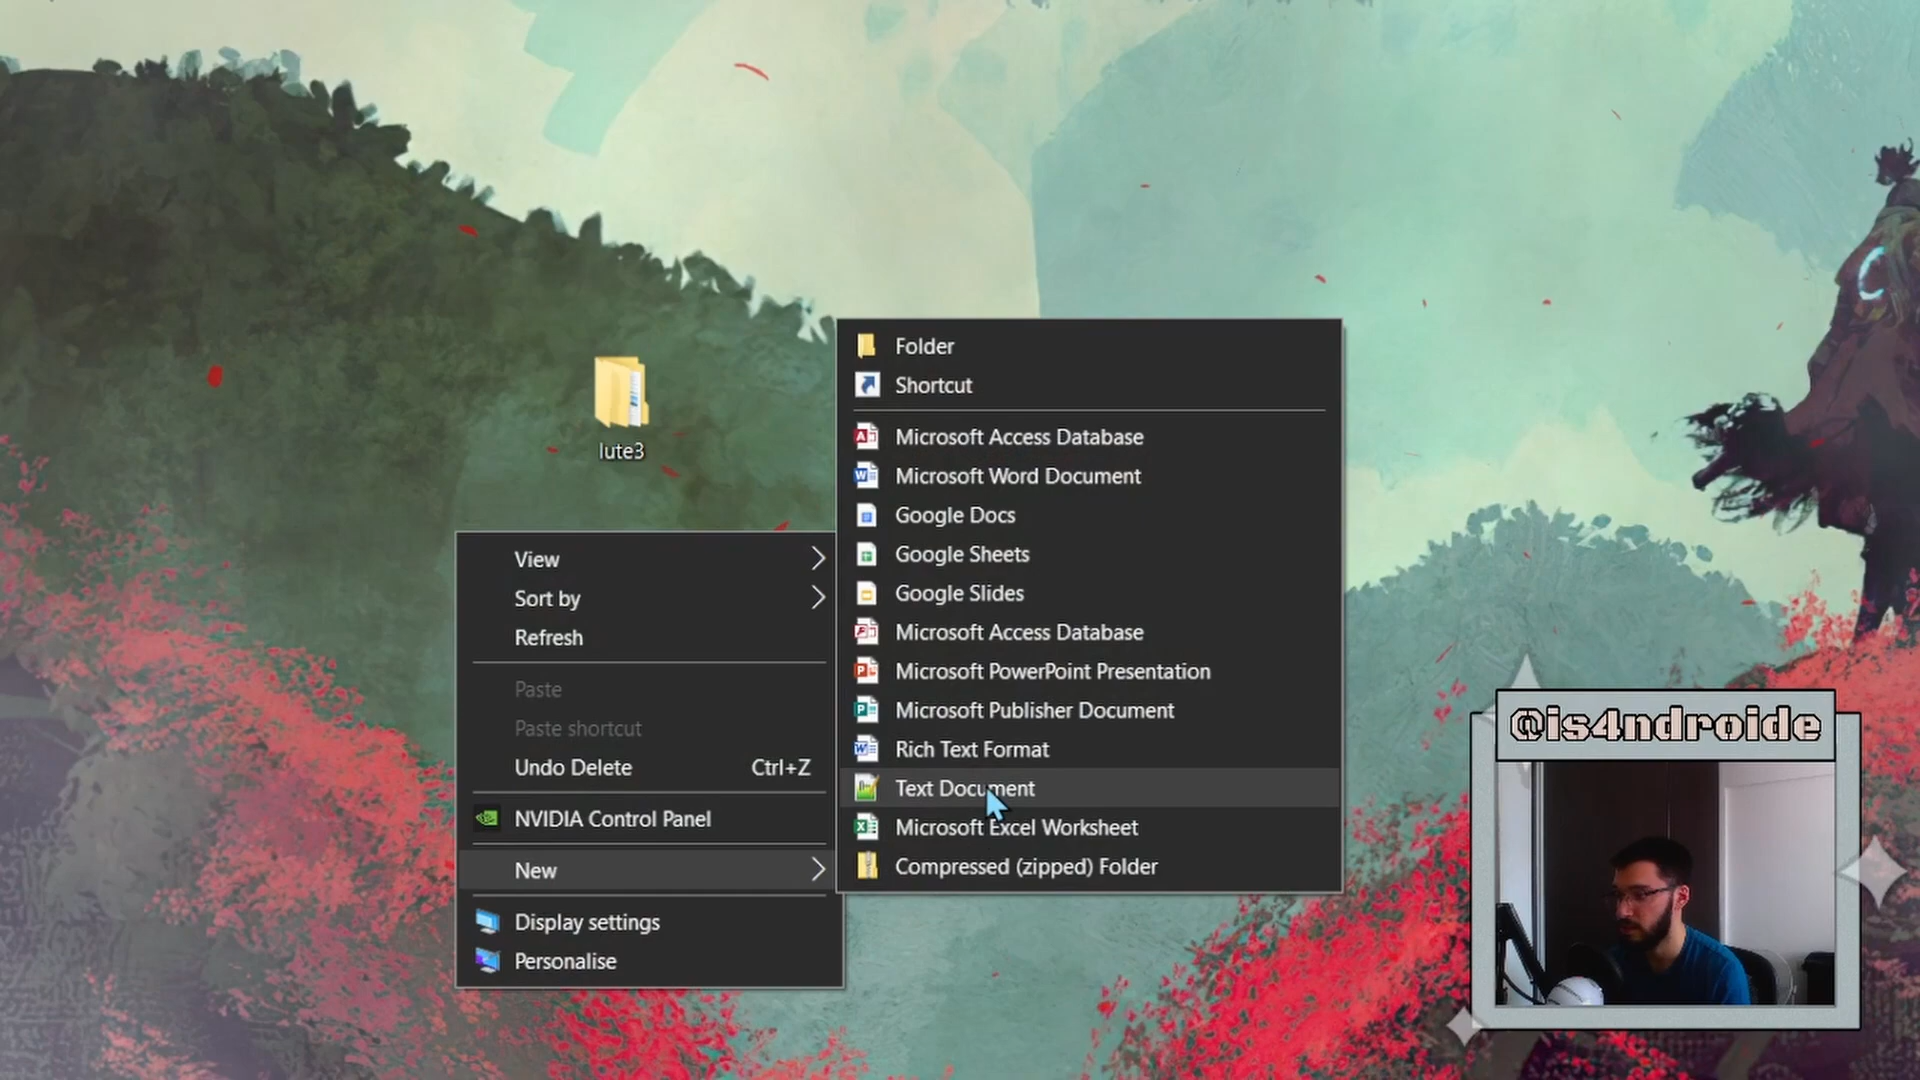 lute3
View
Sort by
Refresh
Paste
Paste shortcut
Undo Delete Ctrl+Z
NVIDIA Control Panel
New
Display settings
Personalise
Folder
Shortcut
Microsoft Access Database
Microsoft Word Document
Google Docs
Google Sheets
Google Slides
Microsoft Access Database
Microsoft PowerPoint Presentation
Microsoft Publisher Document
Rich Text Format
Text Document
Microsoft Excel Worksheet
Compressed (zipped) Folder
@is4ndroide